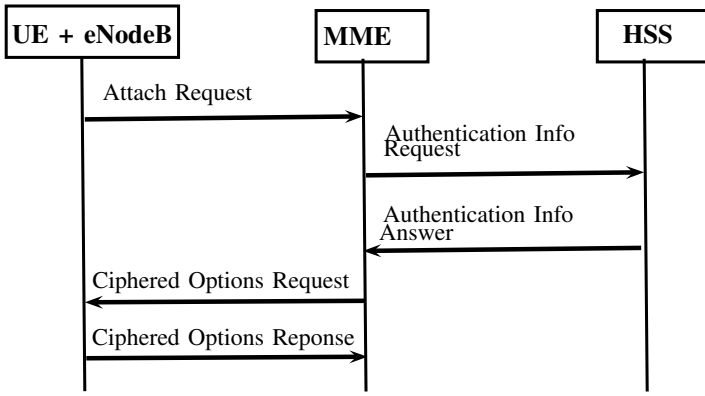 UE + eNodeB
MME
HSS
Attach Request
Authentication Info
Request
Authentication Info
Answer
Ciphered Options Request
Ciphered Options Reponse